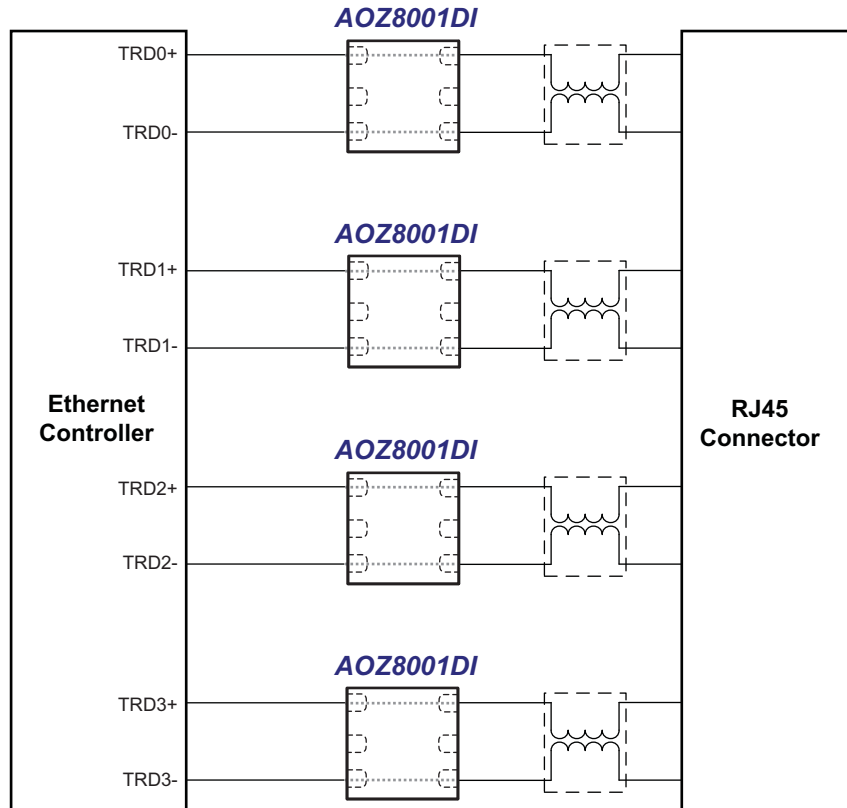 AOZ8001DI
TRD0+
TRD0-
AOZ8001DI
TRD1+
TRD1-
Ethernet
Controller
RJ45
Connector
AOZ8001DI
TRD2+
TRD2-
AOZ8001DI
TRD3+
TRD3-